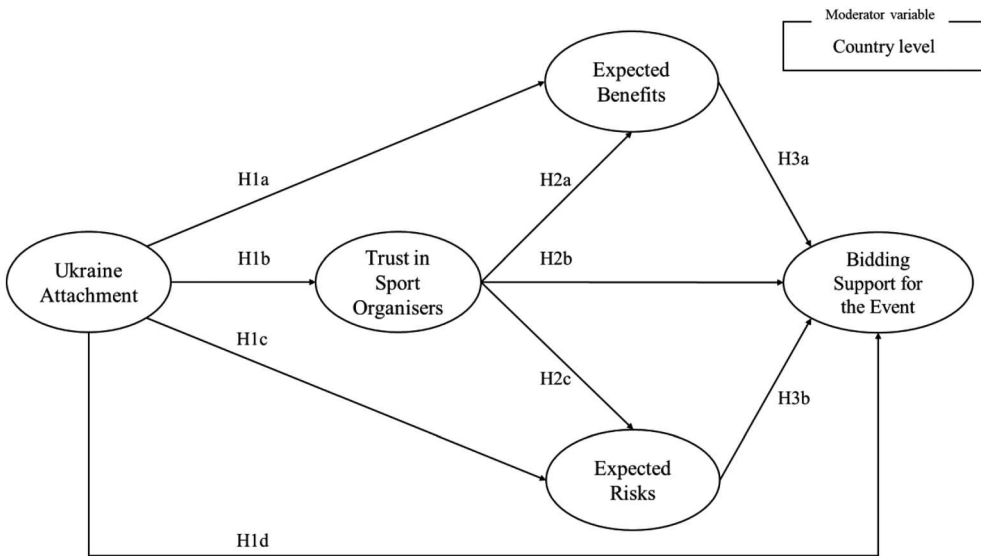 Moderator variable
Country level
Expected
Benefits
H1a
H2a
H3a
Ukraine
Attachment
H1b
Trust in
Sport
Organisers
H2b
Bidding
Support for
the Event
H1c
H2c
H3b
Expected
Risks
H1d